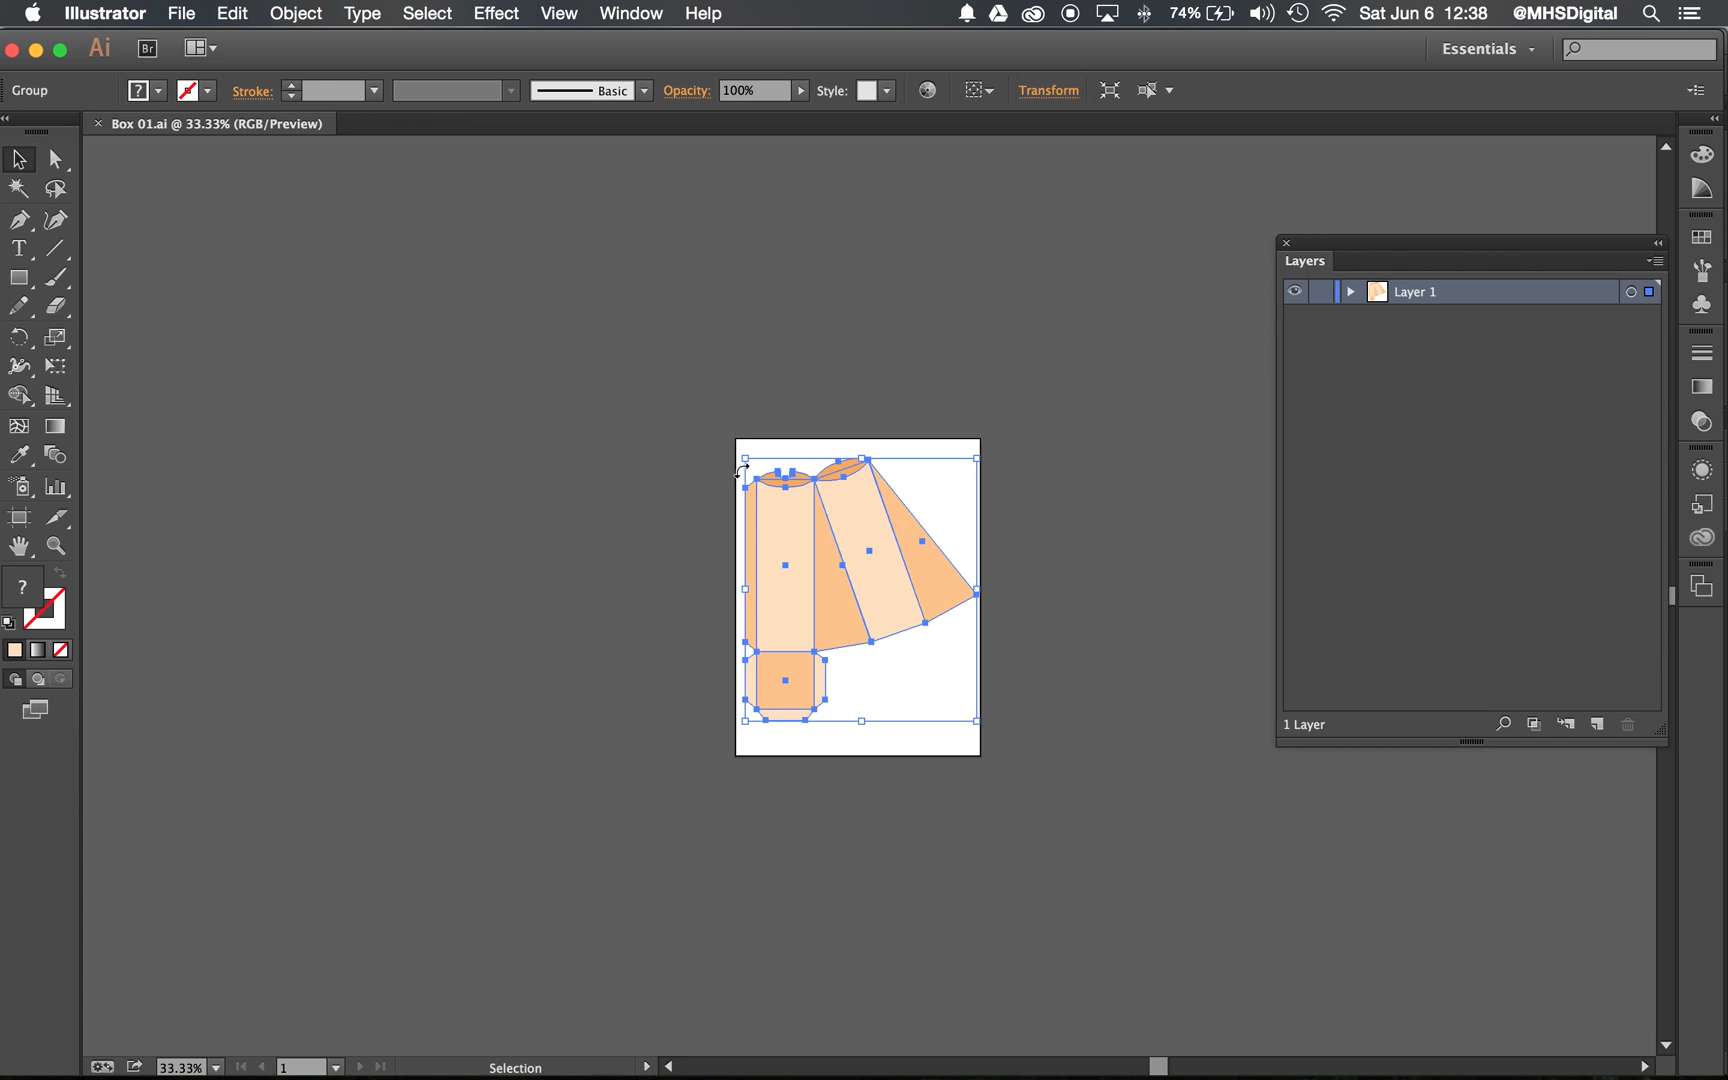 Illustrator File Edit Object Type Select Effect View Window Help 74% Sat Jun 6 12:38 @MHSDigital
Ai Br Essentials
Group ? Stroke: Basic Opacity: 100% Style: Transform
× Box 01.ai @ 33.33% (RGB/Preview)
Layers
Layer 1
T
?
1 Layer
33.33% 1 Selection